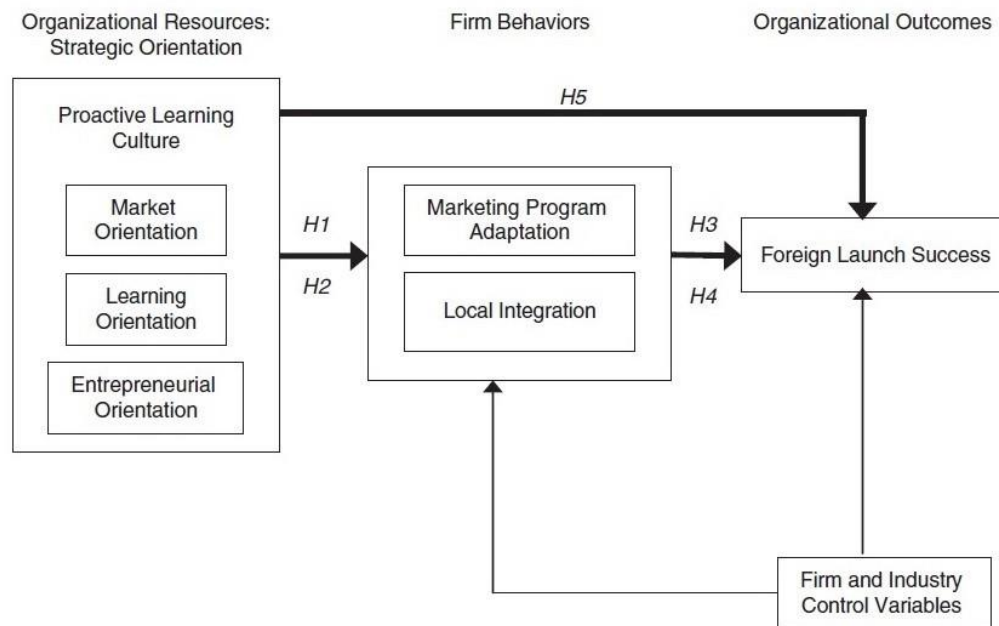 Organizational Resources:
Strategic Orientation
Firm Behaviors
Organizational Outcomes
Proactive Learning
Culture
Market
Orientation
Learning
Orientation
Entrepreneurial
Orientation
H5
H1
H2
Marketing Program
Adaptation
Local Integration
H3
H4
Foreign Launch Success
Firm and Industry
Control Variables